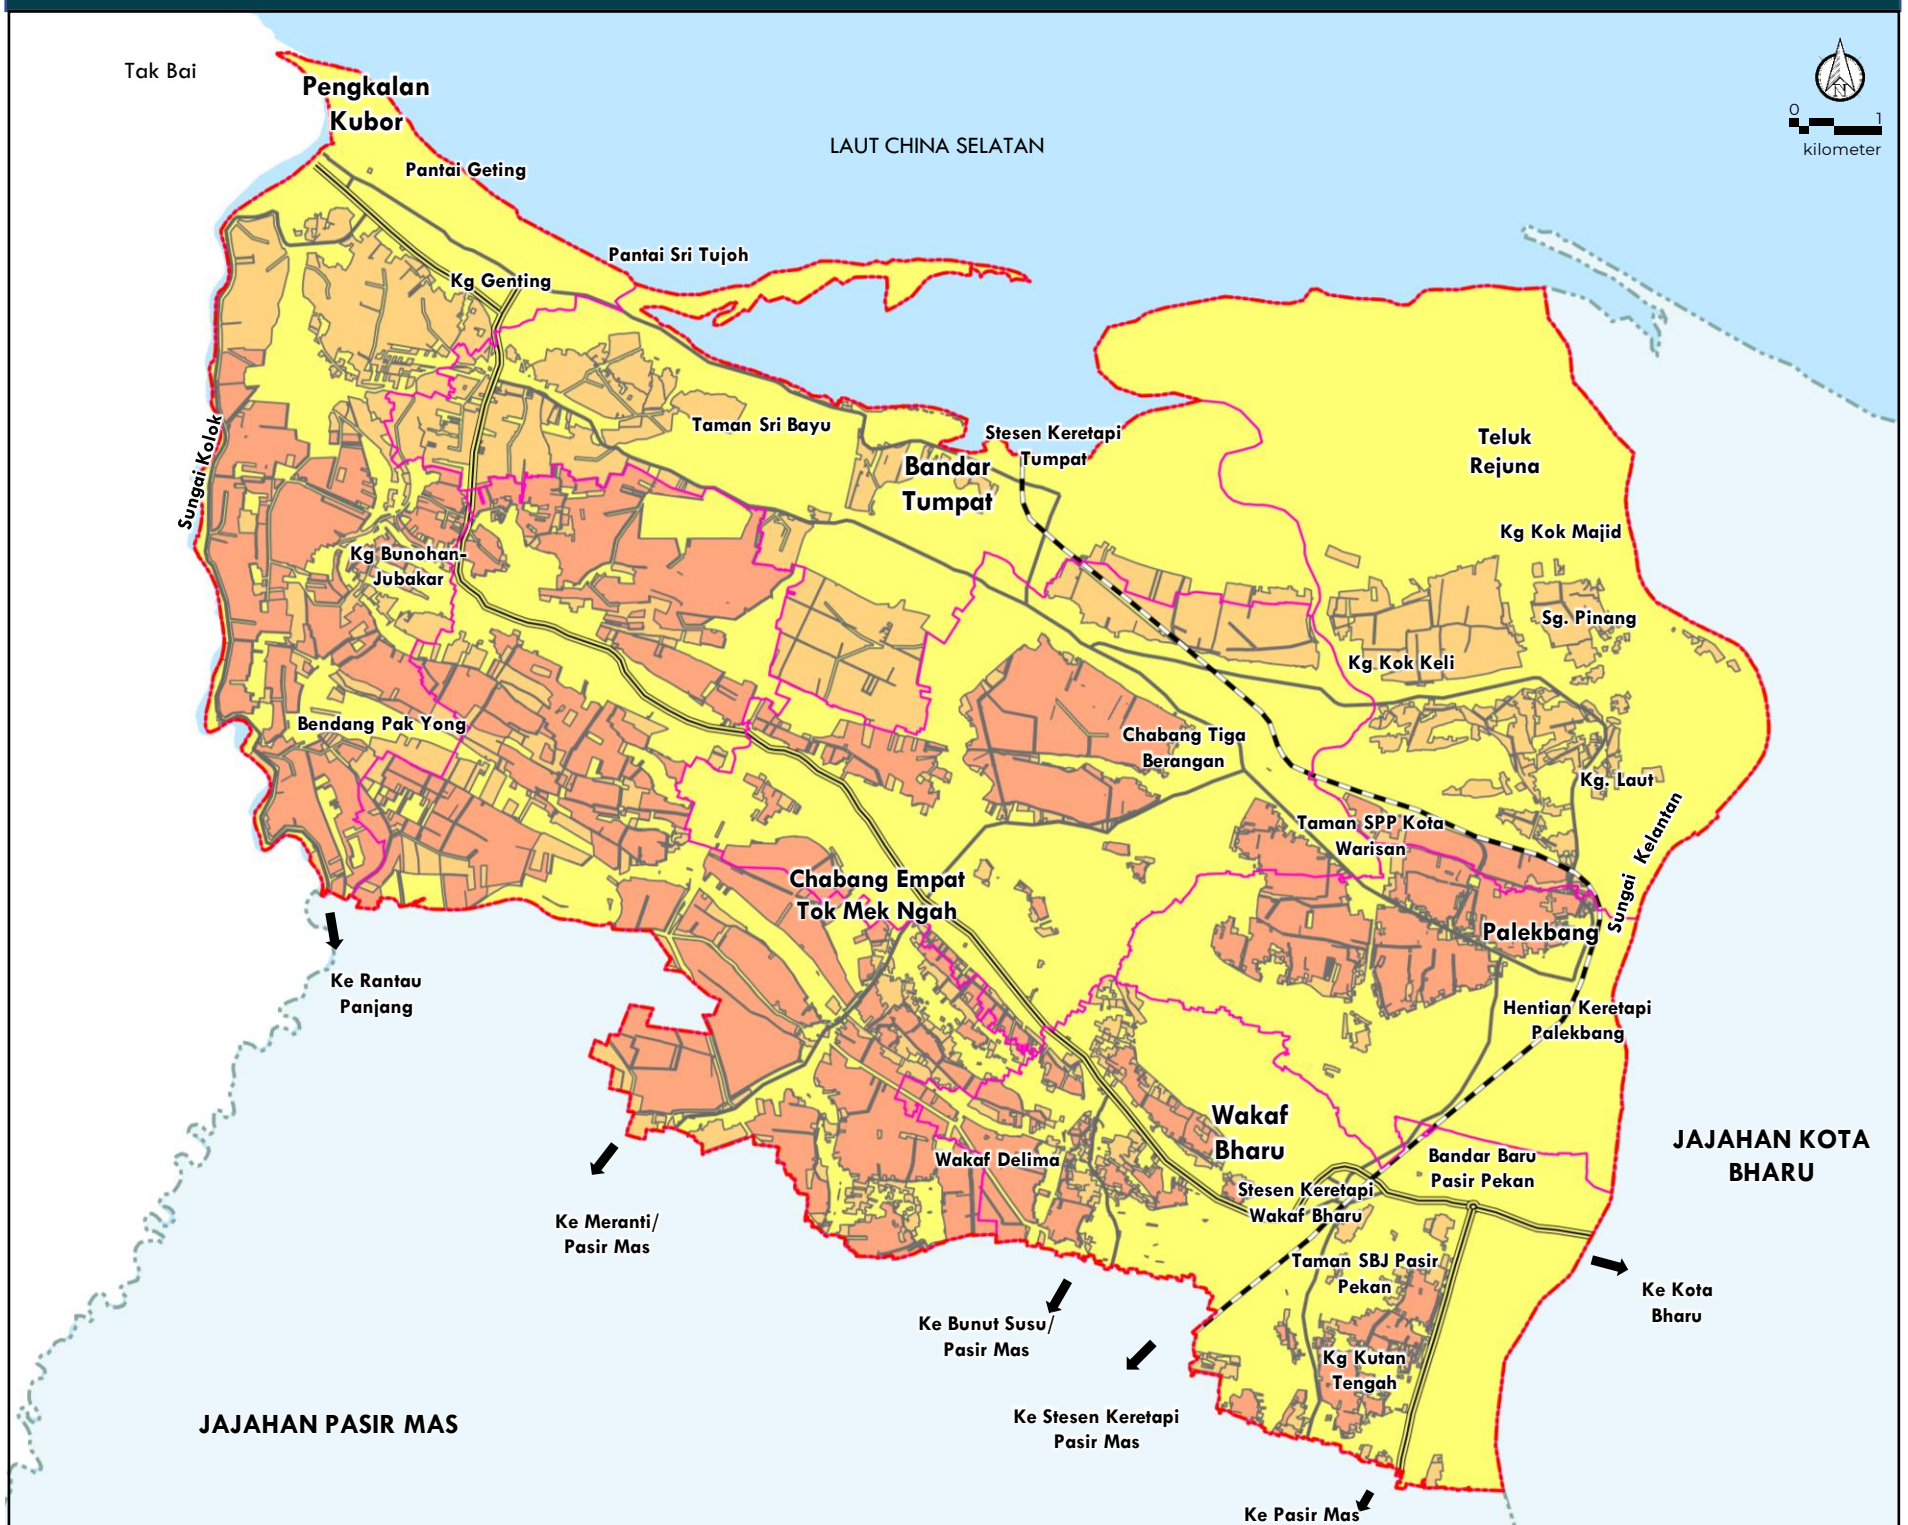 Tak Bai
Pengkalan
Kubor
N
0
1
kilometer
LAUT CHINA SELATAN
Pantai Geting
Pantai Sri Tujoh
Kg Genting
Taman Sri Bayu
Stesen Keretapi
Tumpat
Teluk
Rejuna
Bandar
Tumpat
Sungai Kolok
Kg Kok Majid
Kg Bunohan-
Jubakar
Sg. Pinang
Kg Kok Keli
Bendang Pak Yong
Chabang Tiga
Berangan
Kg. Laut
Taman SPP Kota
Warisan
Sungai Kelantan
Chabang Empat
Tok Mek Ngah
Palekbang
Ke Rantau
Panjang
Hentian Keretapi
Palekbang
Wakaf
Bharu
JAJAHAN KOTA
BHARU
Wakaf Delima
Bandar Baru
Pasir Pekan
Stesen Keretapi
Wakaf Bharu
Ke Meranti/
Pasir Mas
Taman SBJ Pasir
Pekan
Ke Kota
Bharu
Ke Bunut Susu/
Pasir Mas
Kg Kutan
Tengah
JAJAHAN PASIR MAS
Ke Stesen Keretapi
Pasir Mas
Ke Pasir Mas